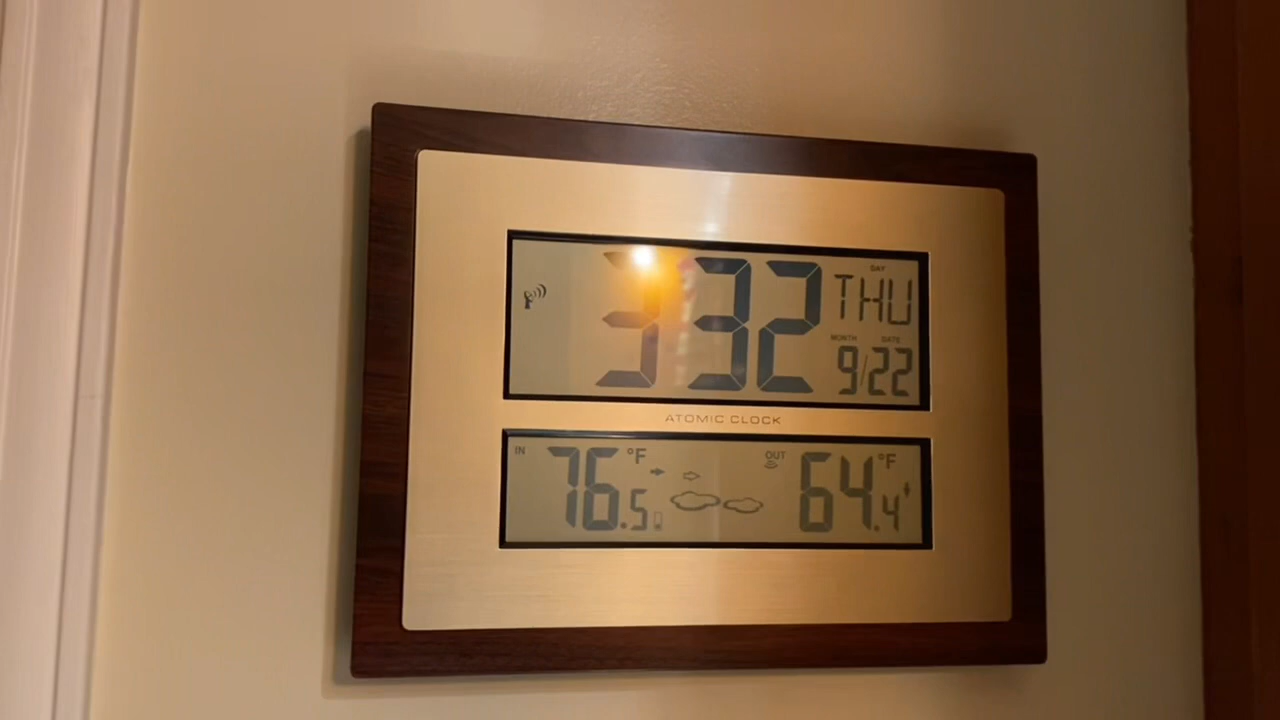 3 32
DAY
THU
MONTH DATE
9/22
ATOMIC CLOCK
IN 76.5 °F
OUT 64.4 °F